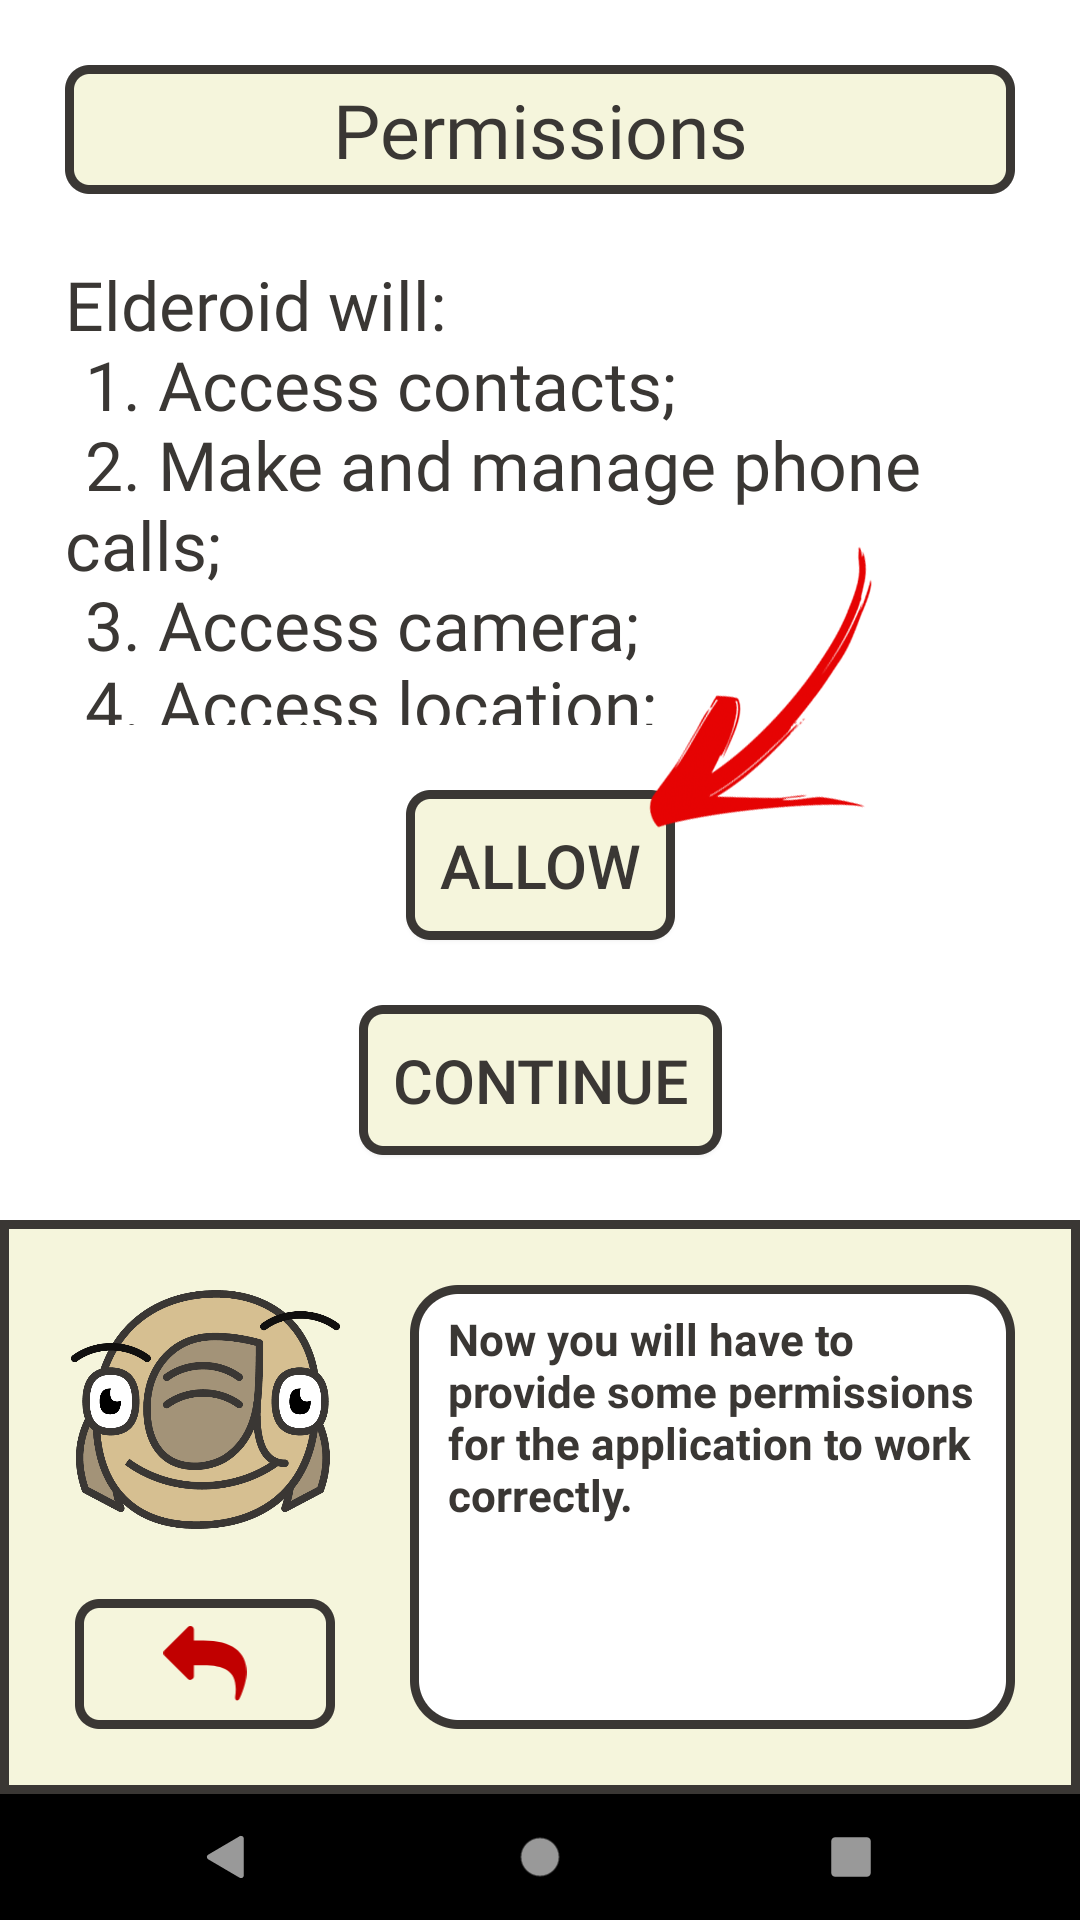 Permissions
Elderoid will:
1. Access contacts;
2. Make and manage phone
calls;
3. Access camera;
4. Access location;
ALLOW
CONTINUE
Now you will have to
provide some permissions
for the application to work
correctly.